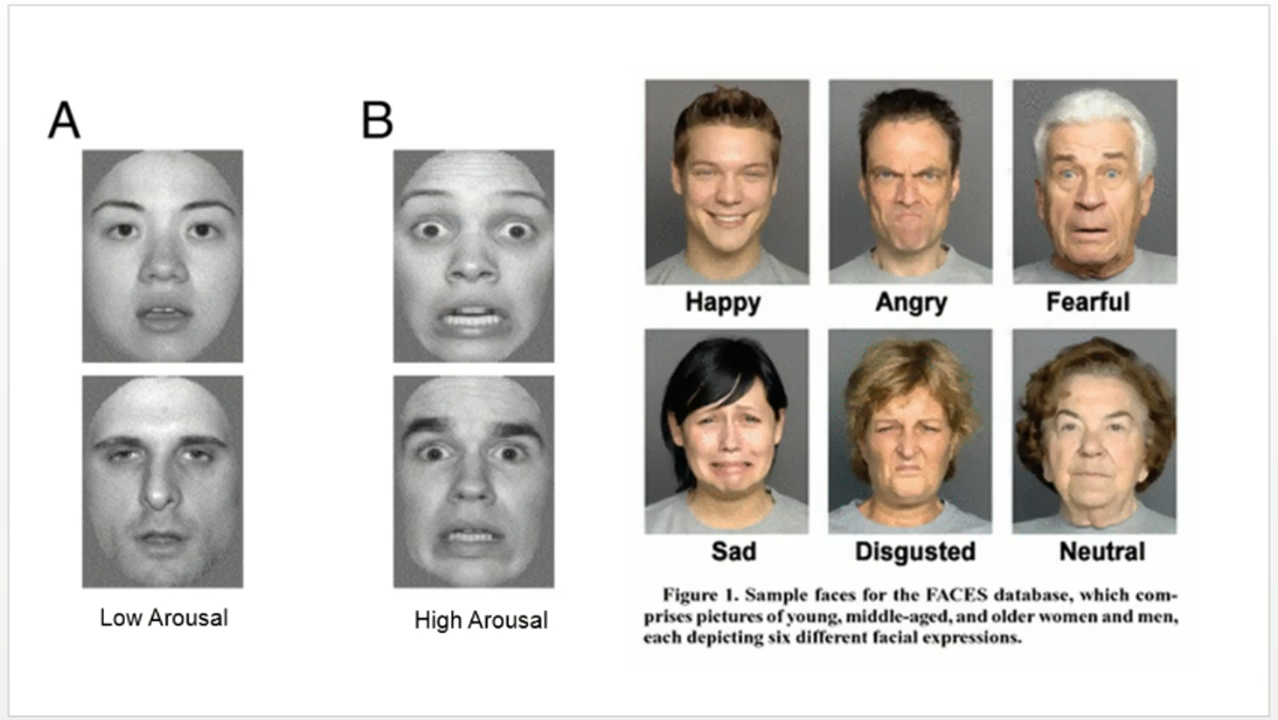 A
B
Low Arousal
High Arousal
Happy
Angry
Fearful
Sad
Disgusted
Neutral
Figure 1. Sample faces for the FACES database, which com-
prises pictures of young, middle-aged, and older women and men,
each depicting six different facial expressions.